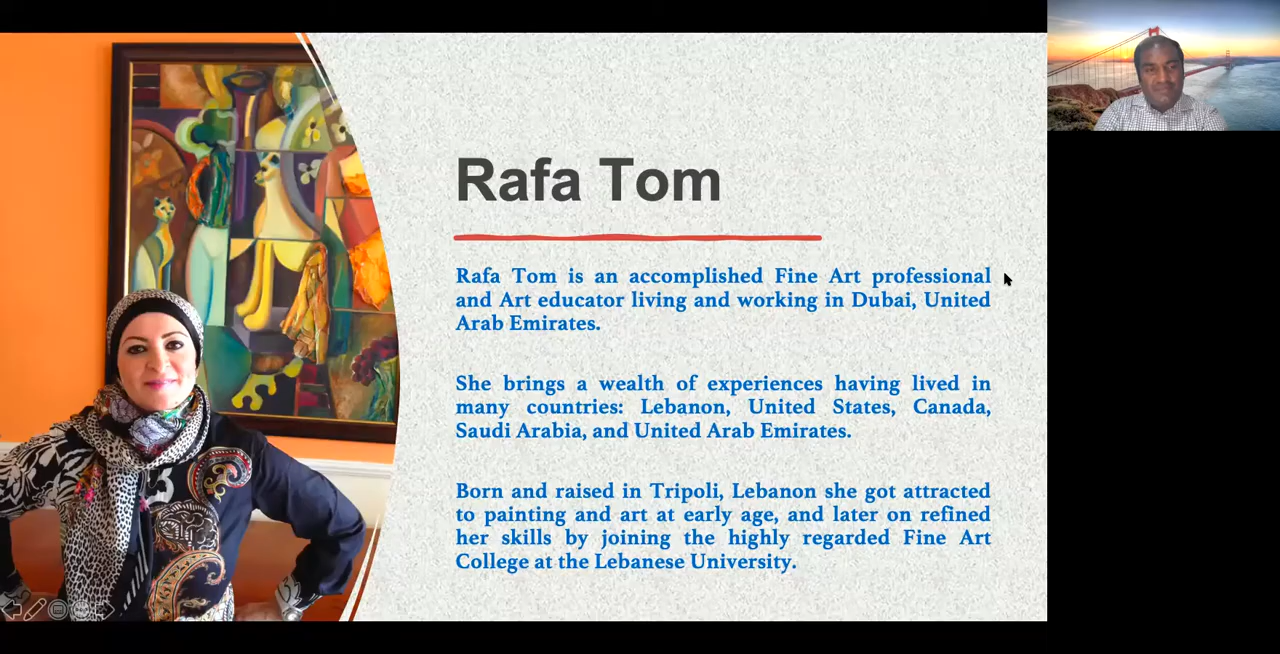 Rafa Tom
Rafa Tom is an accomplished Fine Art professional
and Art educator living and working in Dubai, United
Arab Emirates.
She brings a wealth of experiences having lived in
many countries: Lebanon, United States, Canada,
Saudi Arabia, and United Arab Emirates.
Born and raised in Tripoli, Lebanon she got attracted
to painting and art at early age, and later on refined
her skills by joining the highly regarded Fine Art
College at the Lebanese University.